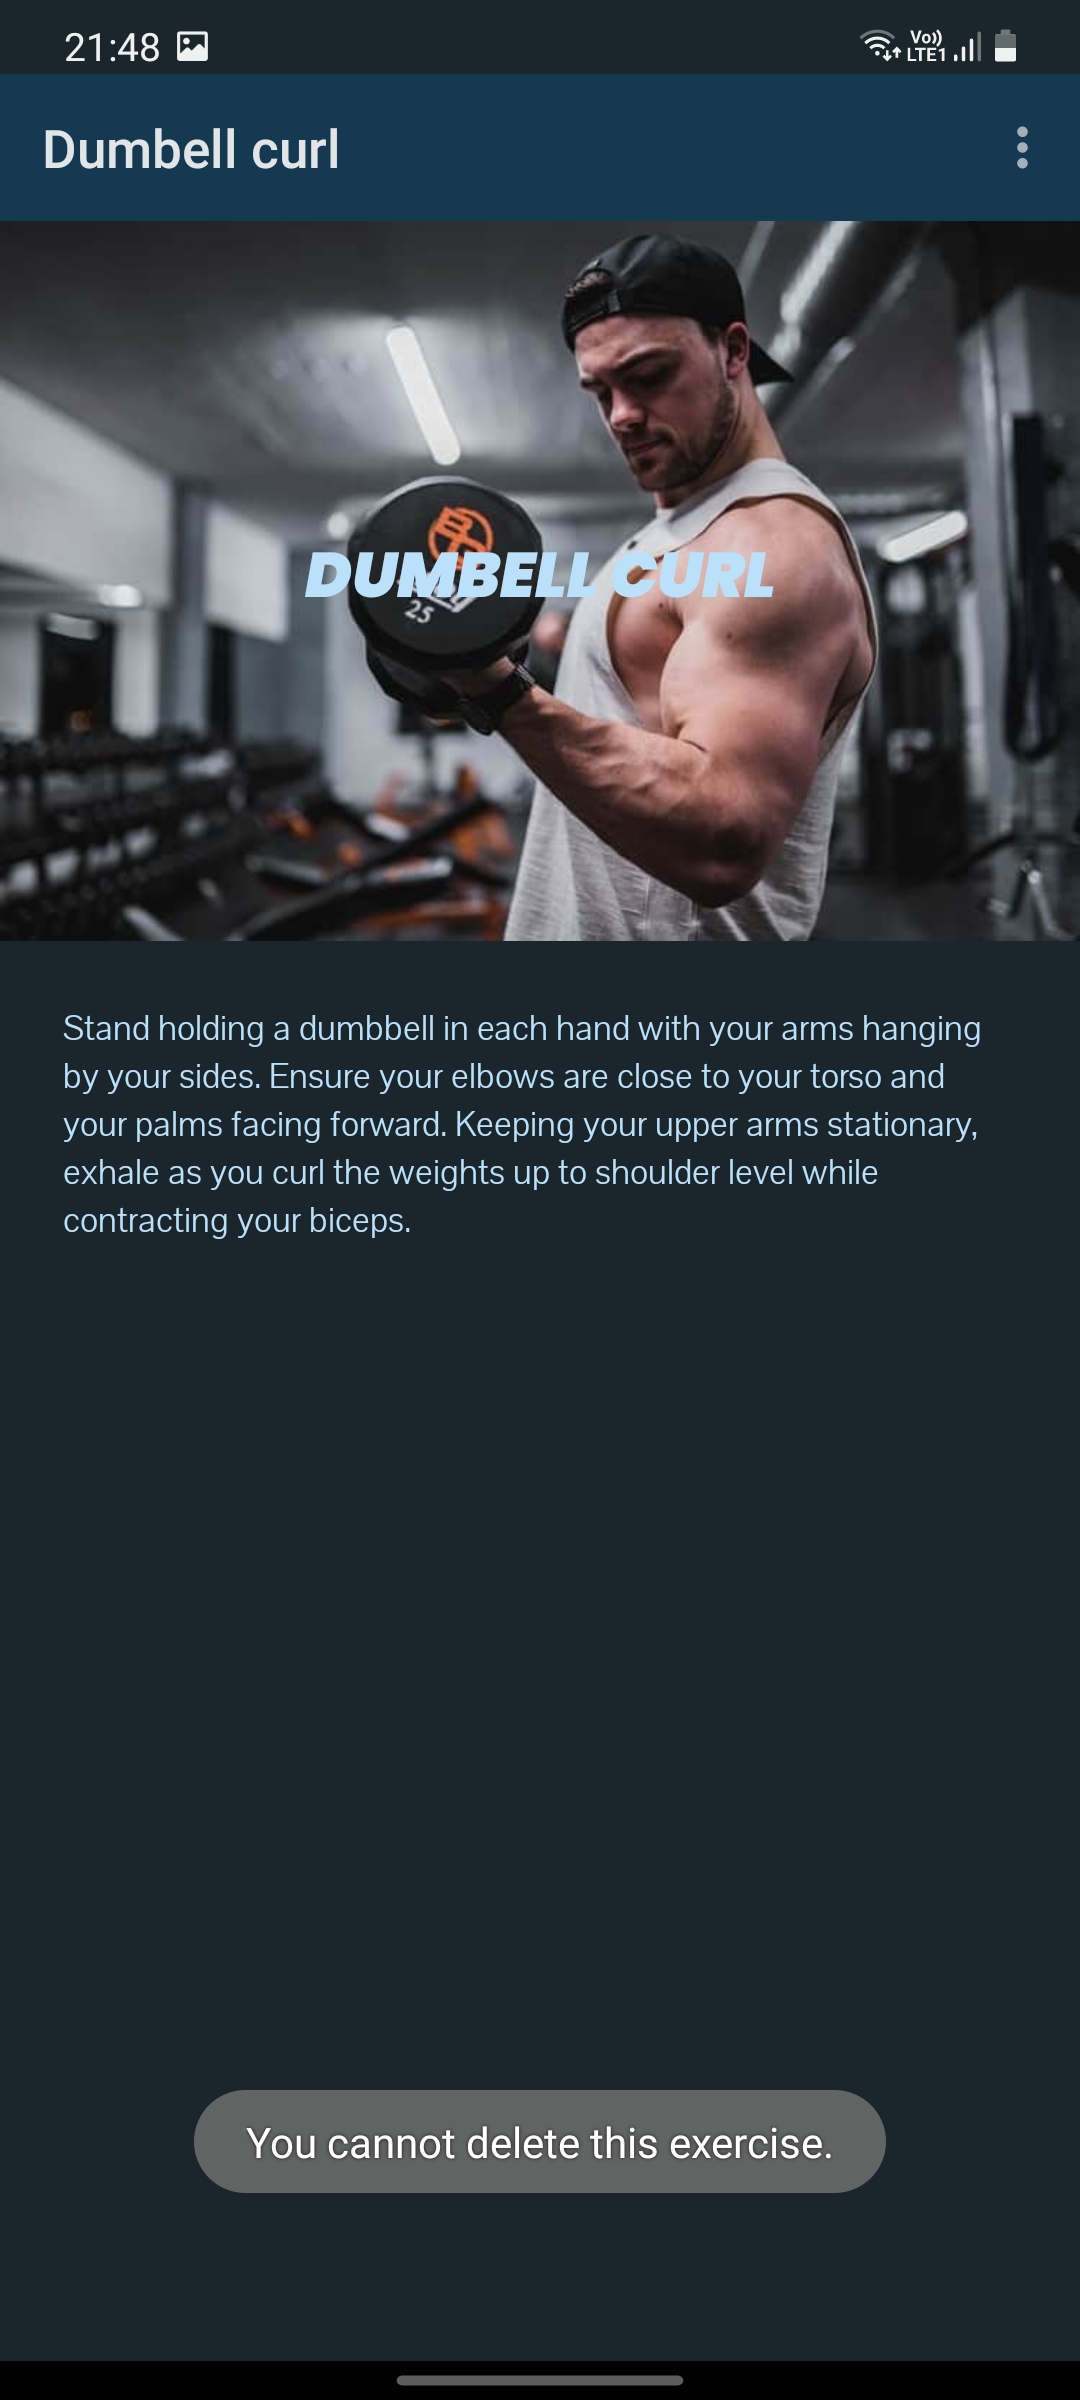 21:48
Vo))
LTE1
Dumbell curl
DUMBELL CURL
25
Stand holding a dumbbell in each hand with your arms hanging
by your sides. Ensure your elbows are close to your torso and
your palms facing forward. Keeping your upper arms stationary,
exhale as you curl the weights up to shoulder level while
contracting your biceps.
You cannot delete this exercise.